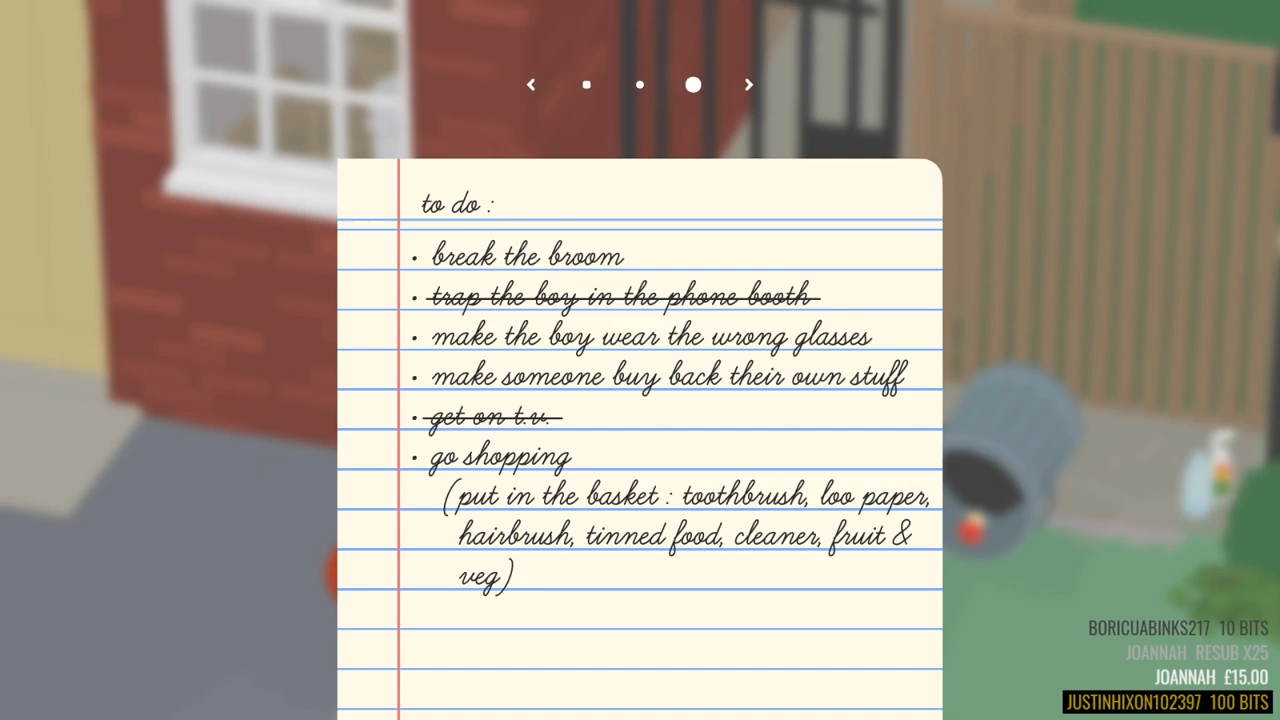 to do :
• break the broom
• trap the boy in the phone booth
• make the boy wear the wrong glasses
• make someone buy back their own stuff
• get on t.v.
• go shopping
(put in the basket : toothbrush, loo paper,
hairbrush, tinned food, cleaner, fruit &
veg)
BORICUABINKS217 10 BITS
JOANNAH RESUB X25
JOANNAH £15.00
JUSTINHIXON102397 100 BITS